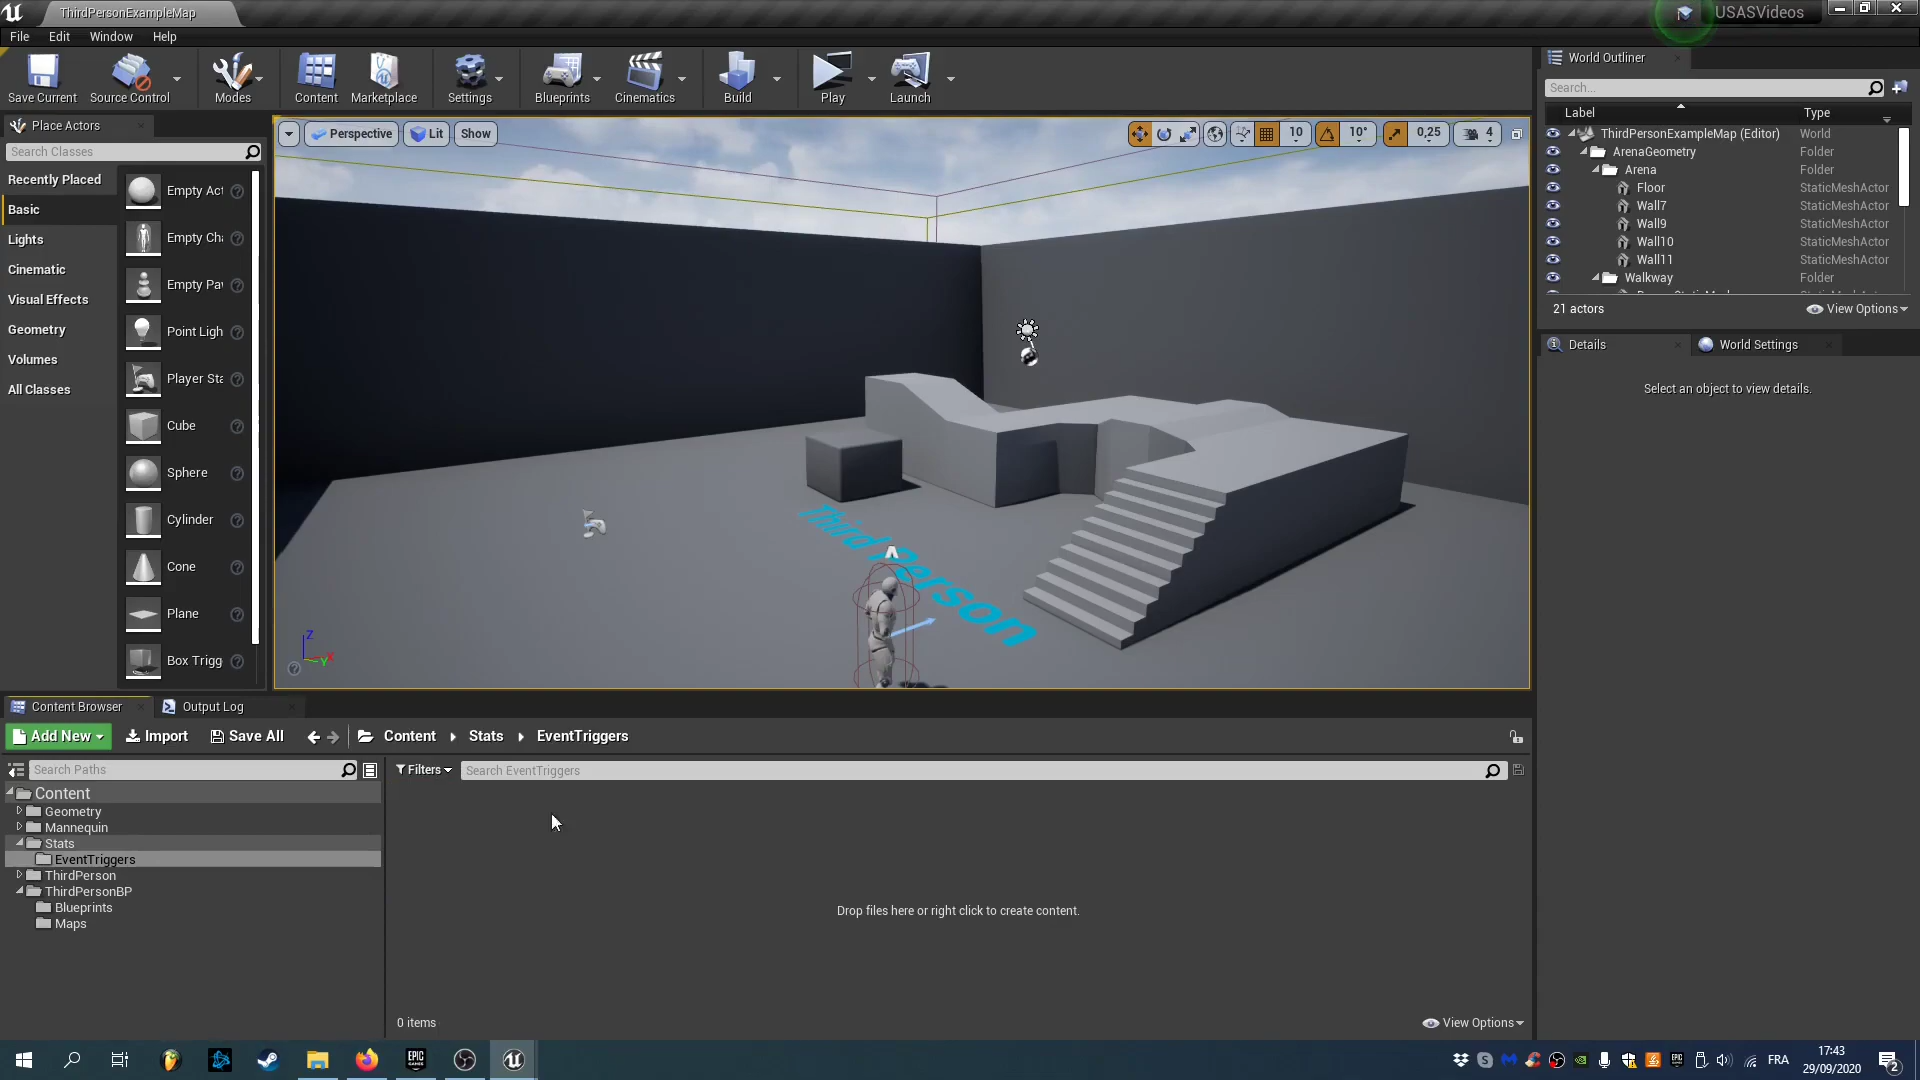 ThirdPersonExampleMap
USASVideos
File Edit Window Help
Save Current Source Control Modes Content Marketplace Settings Blueprints Cinematics Build Play Launch
Place Actors
Search Classes
Recently Placed
Basic
Lights
Cinematic
Visual Effects
Geometry
Volumes
All Classes
Empty Act
Empty Cha
Empty Pav
Point Ligh
Player Sta
Cube
Sphere
Cylinder
Cone
Plane
Box Trigg
Perspective Lit Show
10 10° 0,25 4
Third Person
Z
X
Y
World Outliner
Search...
Label Type
ThirdPersonExampleMap (Editor) World
ArenaGeometry Folder
Arena Folder
Floor StaticMeshActor
Wall7 StaticMeshActor
Wall9 StaticMeshActor
Wall10 StaticMeshActor
Wall11 StaticMeshActor
Walkway Folder
21 actors View Options
Details World Settings
Select an object to view details.
Content Browser Output Log
Add New Import Save All Content Stats EventTriggers
Search Paths
Filters Search EventTriggers
Content
Geometry
Mannequin
Stats
EventTriggers
ThirdPerson
ThirdPersonBP
Blueprints
Maps
Drop files here or right click to create content.
0 items View Options
EPIC GAMES
FRA
17:43
29/09/2020
2